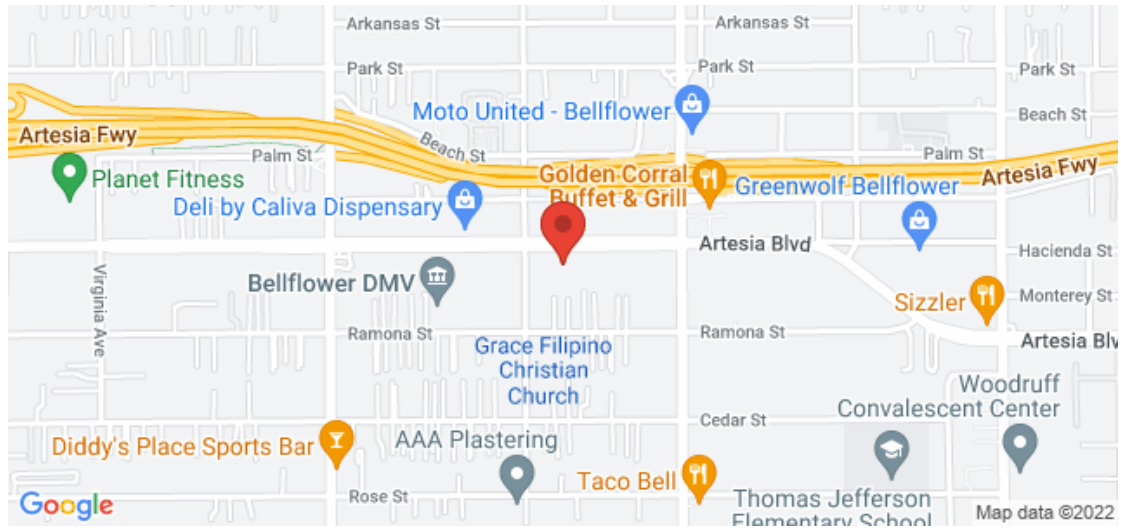 Arkansas St
Arkansas St
Park St
Park St
Park St
Moto United - Bellflower
Beach St
Artesia Fwy
Beach St
Palm St
Palm St
Golden Corral
Buffet & Grill
Artesia Fwy
Planet Fitness
Greenwolf Bellflower
Deli by Caliva Dispensary
Artesia Blvd
Hacienda St
Virginia Ave
Bellflower DMV
Monterey St
Sizzler
Ramona St
Ramona St
Artesia Blv
Grace Filipino
Christian
Church
Woodruff
Convalescent Center
Cedar St
Diddy's Place Sports Bar
AAA Plastering
Taco Bell
Rose St
Thomas Jefferson
Elementary School
Google
Map data ©2022